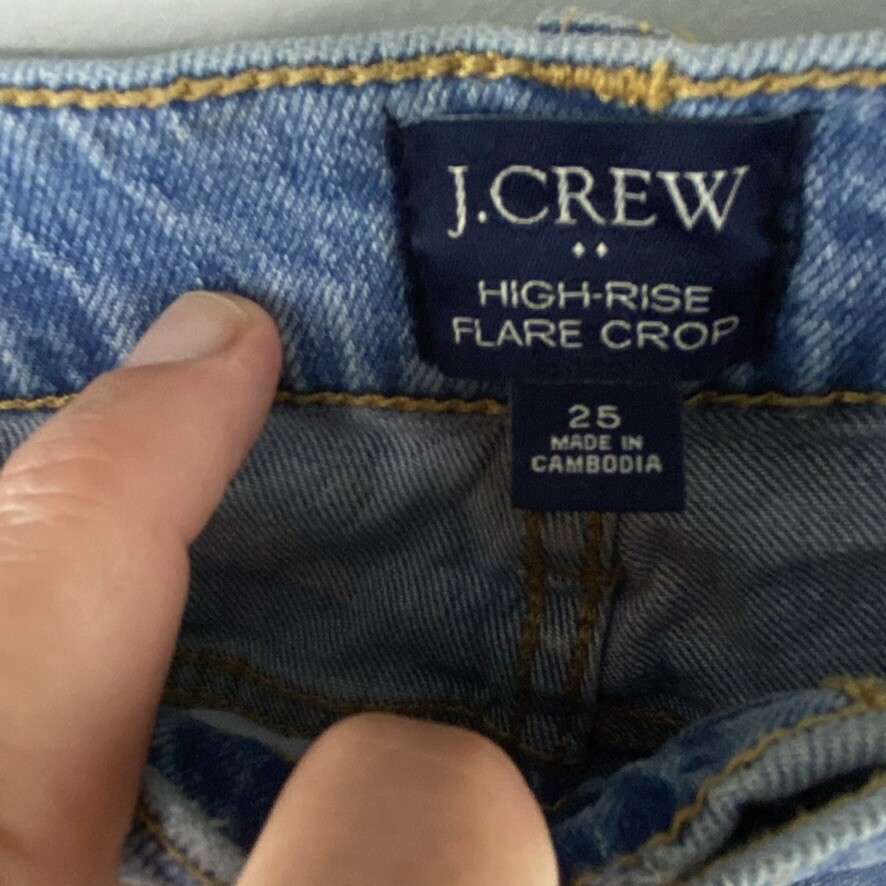 J.CREW
HIGH-RISE
FLARE CROP
25
MADE IN
CAMBODIA